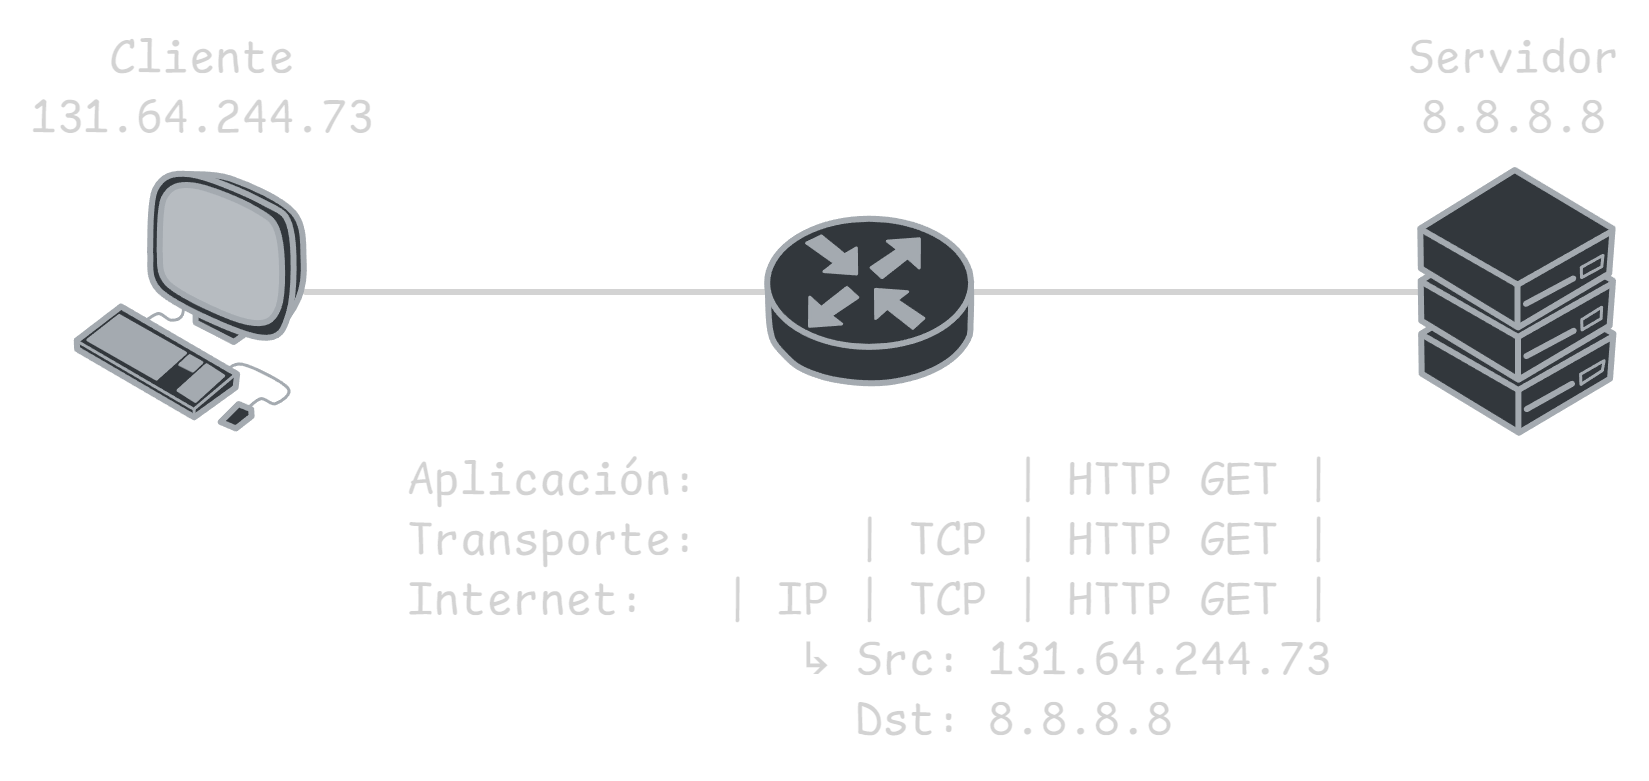 Cliente
131.64.244.73
Servidor
8.8.8.8
Aplicación: | HTTP GET |
Transporte: | TCP | HTTP GET |
Internet: | IP | TCP | HTTP GET |
↳ Src: 131.64.244.73
Dst: 8.8.8.8